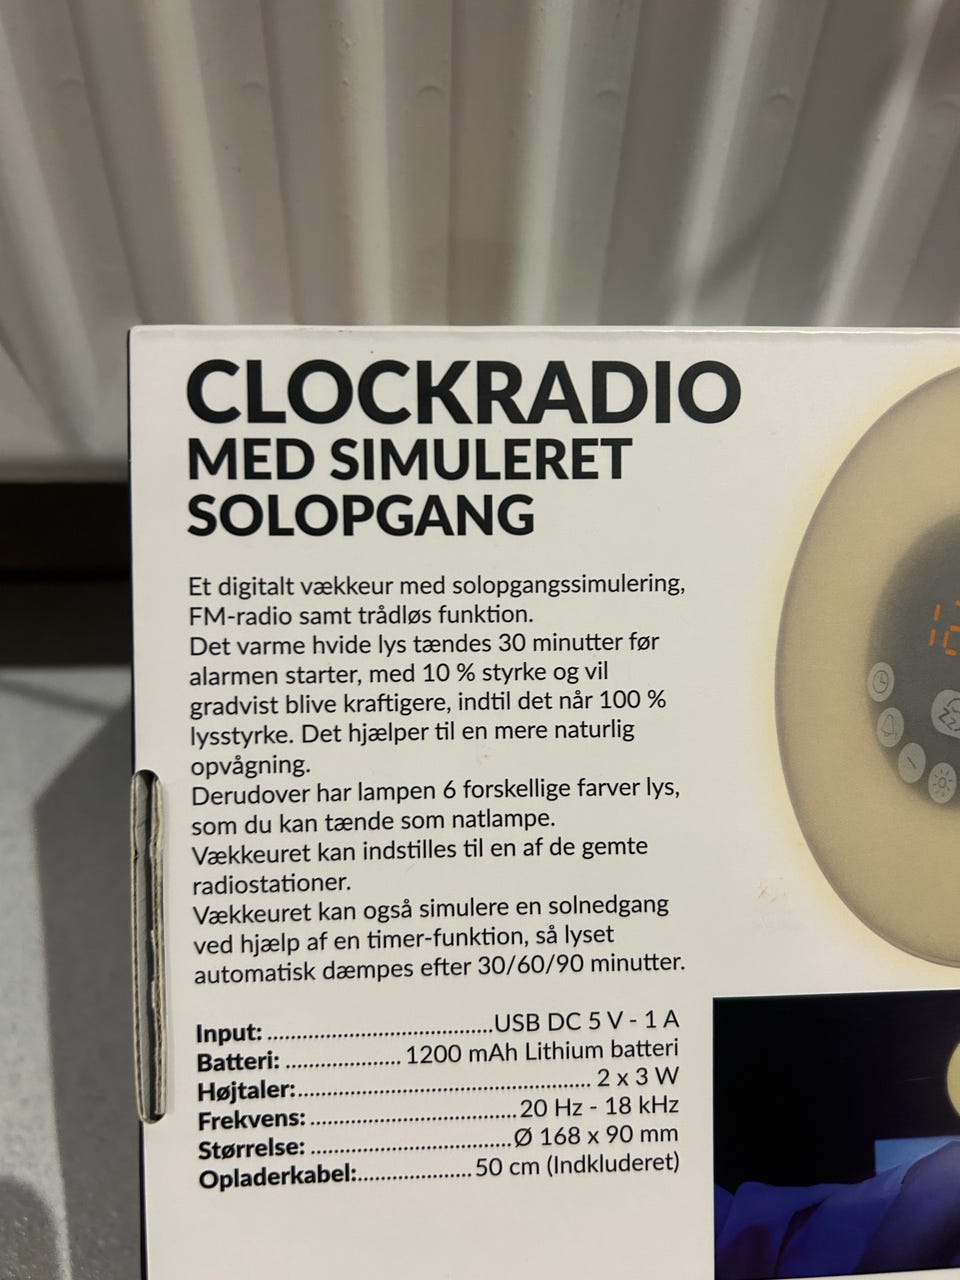 CLOCKRADIO
MED SIMULERET
SOLOPGANG
Et digitalt vækkeur med solopgangssimulering,
FM-radio samt trådløs funktion.
Det varme hvide lys tændes 30 minutter før
alarmen starter, med 10 % styrke og vil
gradvist blive kraftigere, indtil det når 100 %
lysstyrke. Det hjælper til en mere naturlig
opvågning.
Derudover har lampen 6 forskellige farver lys,
som du kan tænde som natlampe.
Vækkeuret kan indstilles til en af de gemte
radiostationer.
Vækkeuret kan også simulere en solnedgang
ved hjælp af en timer-funktion, så lyset
automatisk dæmpes efter 30/60/90 minutter.
Input: ....................................USB DC 5 V - 1 A
Batteri: .................. 1200 mAh Lithium batteri
Højtaler:.............................................. 2 x 3 W
Frekvens: ................................20 Hz - 18 kHz
Størrelse: ...............................Ø 168 x 90 mm
Opladerkabel:.................. 50 cm (Indkluderet)